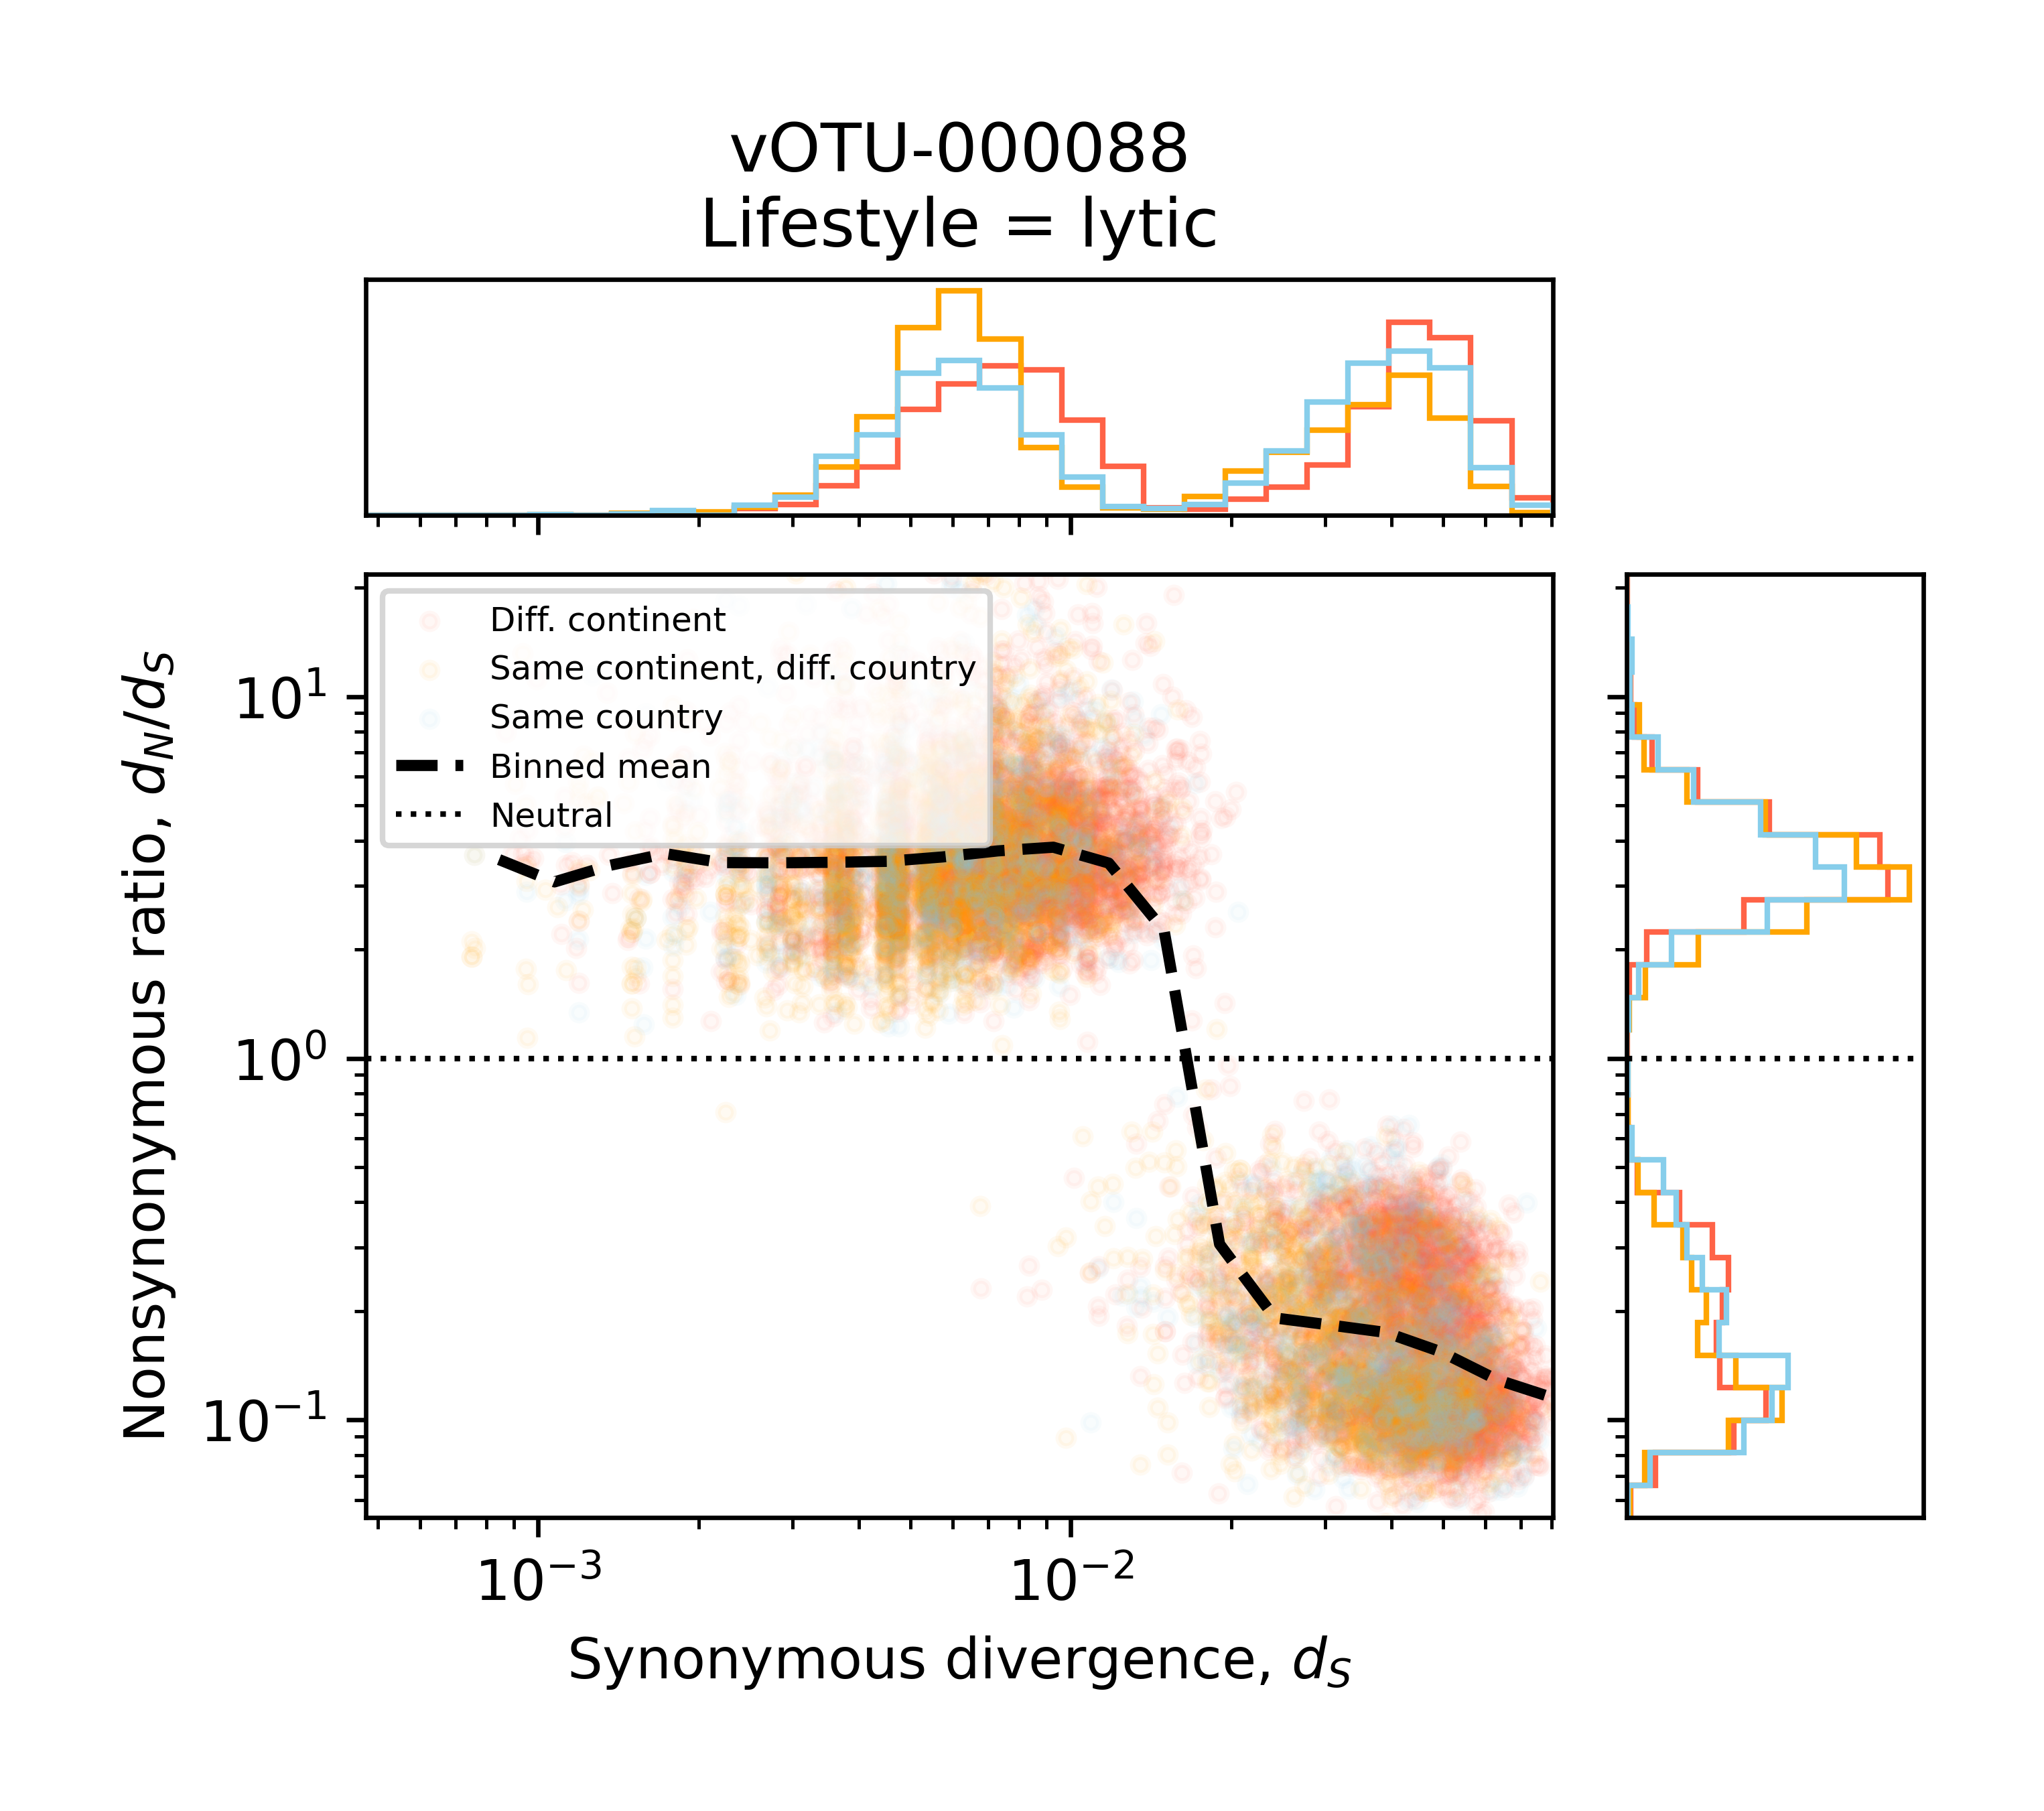 vOTU-000088
Lifestyle = lytic
Diff. continent
Same continent, diff. country
Same country
Binned mean
Neutral
Nonsynonymous ratio, d_N/d_S
10^1
10^0
10^{-1}
10^{-3}
10^{-2}
Synonymous divergence, d_S